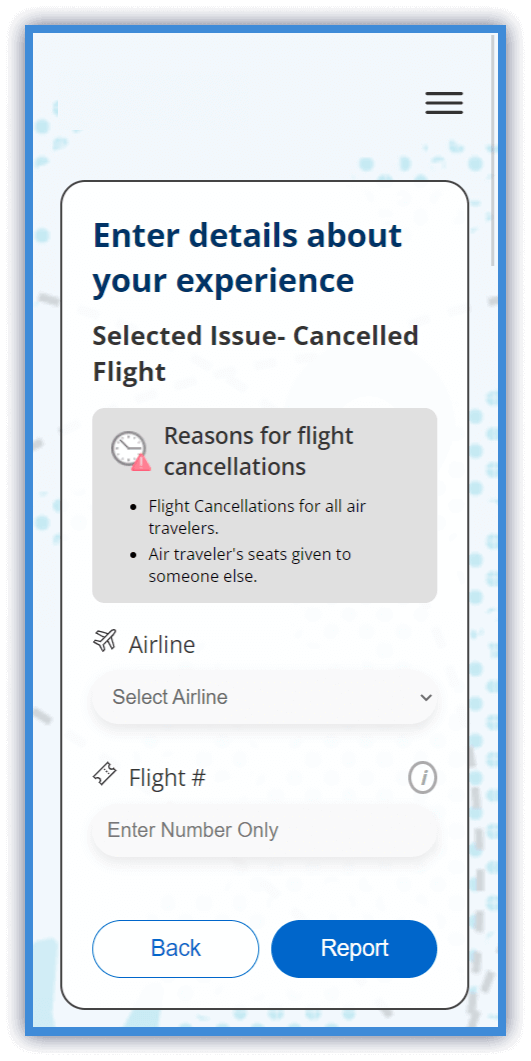 Enter details about
your experience
Selected Issue- Cancelled
Flight
Reasons for flight
cancellations
Flight Cancellations for all air
travelers.
Air traveler's seats given to
someone else.
Airline
Select Airline
Flight #
i
Enter Number Only
Back
Report